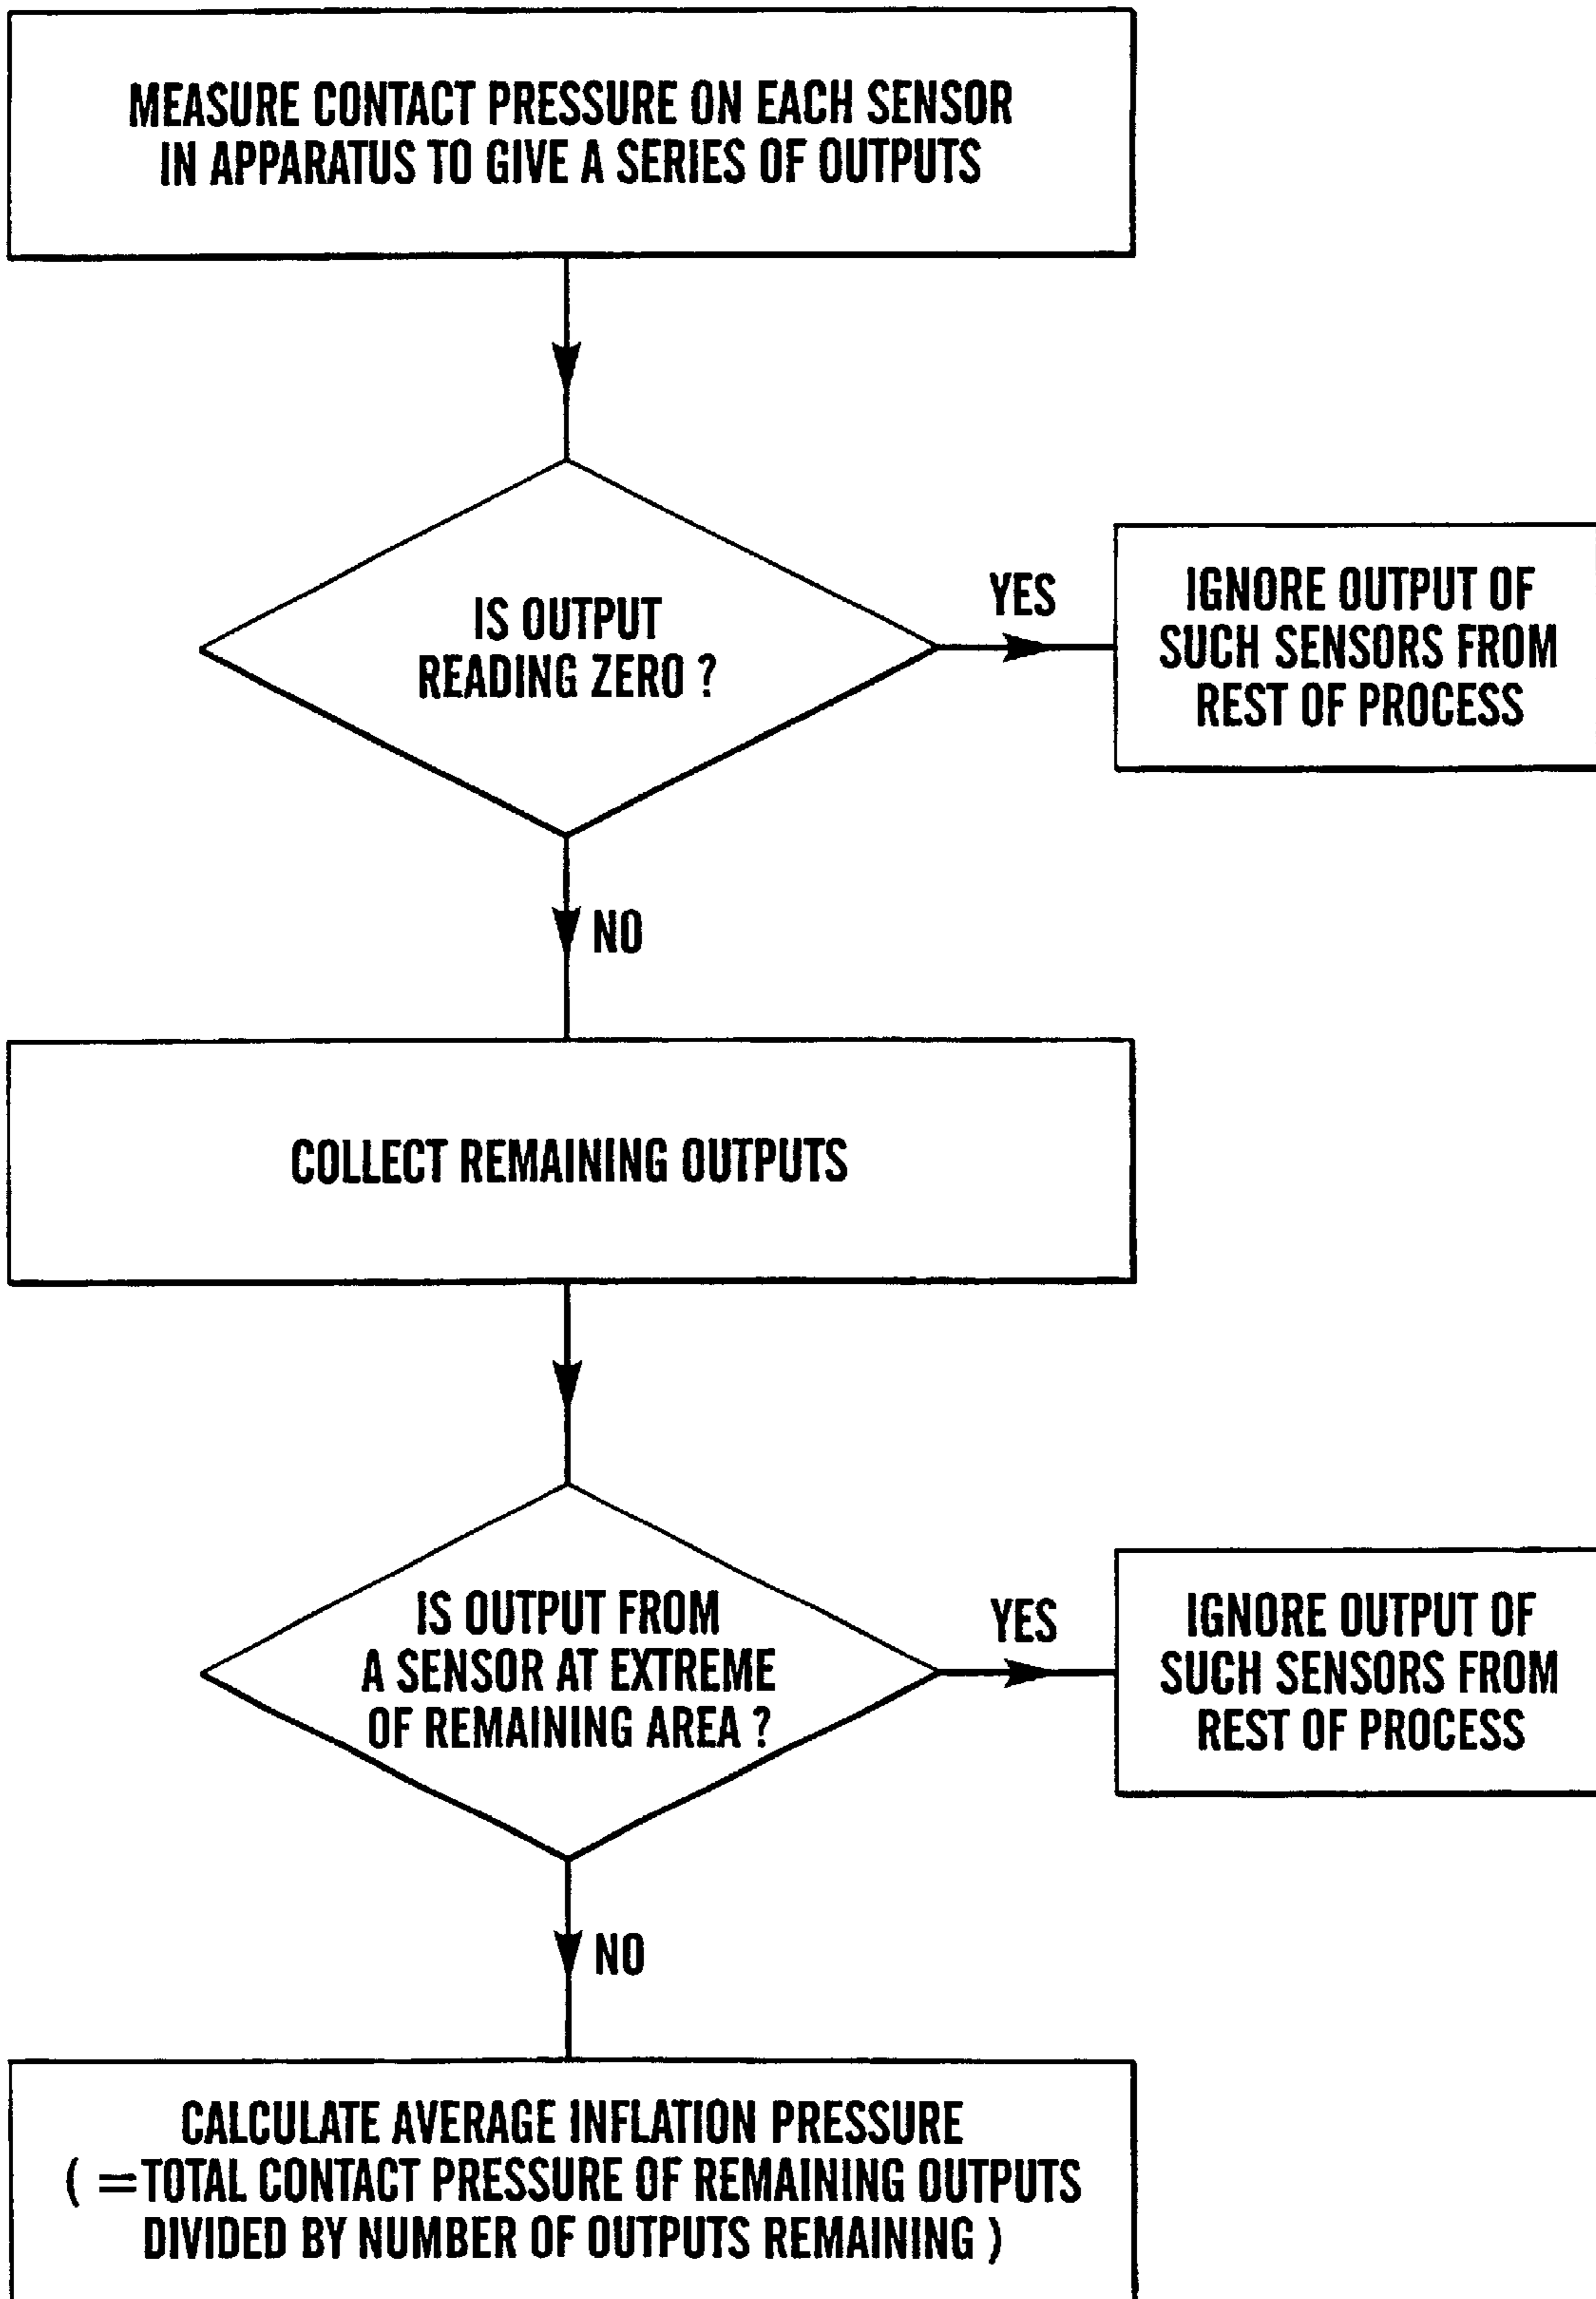 MEASURE CONTACT PRESSURE ON EACH SENSOR
IN APPARATUS TO GIVE A SERIES OF OUTPUTS
IS OUTPUT
READING ZERO ?
YES
IGNORE OUTPUT OF
SUCH SENSORS FROM
REST OF PROCESS
NO
COLLECT REMAINING OUTPUTS
IS OUTPUT FROM
A SENSOR AT EXTREME
OF REMAINING AREA ?
YES
IGNORE OUTPUT OF
SUCH SENSORS FROM
REST OF PROCESS
NO
CALCULATE AVERAGE INFLATION PRESSURE
( =TOTAL CONTACT PRESSURE OF REMAINING OUTPUTS
DIVIDED BY NUMBER OF OUTPUTS REMAINING )